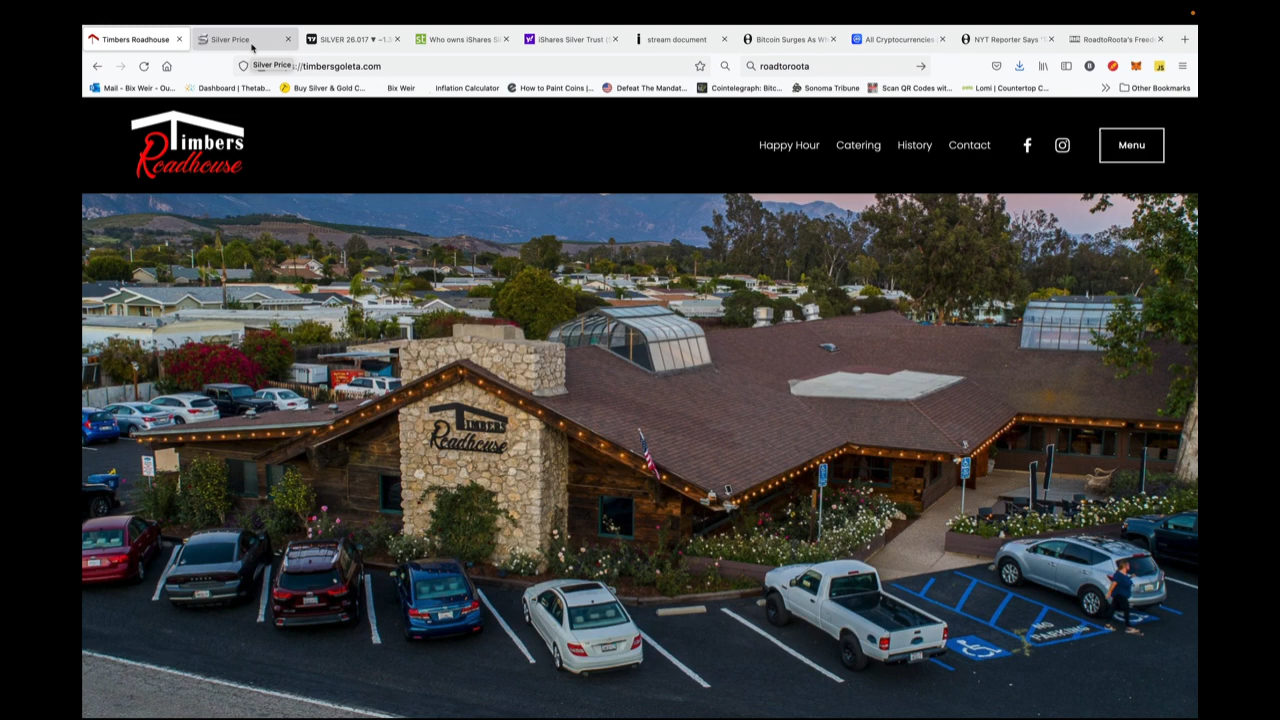 Timbers Roadhouse
Silver Price
SILVER 26.017 ▼ −1.
Who owns iShares Si
iShares Silver Trust (S
stream document
Bitcoin Surges As Wh
All Cryptocurrencies
NYT Reporter Says "
RoadtoRoota's Freed
Silver Price
://timbersgoleta.com
roadtoroota
Mail - Bix Weir - Ou...
Dashboard | Thetab...
Buy Silver & Gold C...
Bix Weir
Inflation Calculator
How to Paint Coins |...
Defeat The Mandat...
Cointelegraph: Bitc...
Sonoma Tribune
Scan QR Codes wit...
Lomi | Countertop C...
Other Bookmarks
Timbers
Roadhouse
Happy Hour
Catering
History
Contact
Menu
TIMBERS
Roadhouse
NO
PARKING